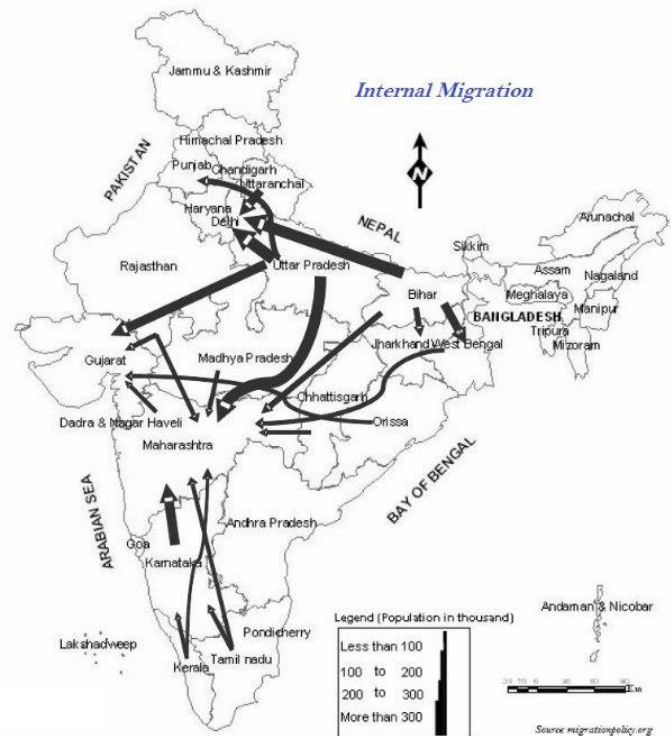 Internal Migration
Jammu & Kashmir
Himachal Pradesh
Punjab
Chandigarh
Uttaranchal
PAKISTAN
Haryana
Delhi
N
NEPAL
Arunachal
Sikkim
Rajasthan
Uttar Pradesh
Assam
Nagaland
Bihar
Meghalaya
Manipur
BANGLADESH
Tripura
Mizoram
Gujarat
Madhya Pradesh
Jharkhand
West Bengal
Chhattisgarh
Dadra & Nagar Haveli
Orissa
Maharashtra
BAY OF BENGAL
ARABIAN SEA
Andhra Pradesh
Goa
Karnataka
Andaman & Nicobar
Pondicherry
Lakshadweep
Kerala
Tamil nadu
Legend (Population in thousand)
Less than 100
100 to 200
200 to 300
More than 300
Source migrationpolicy.org